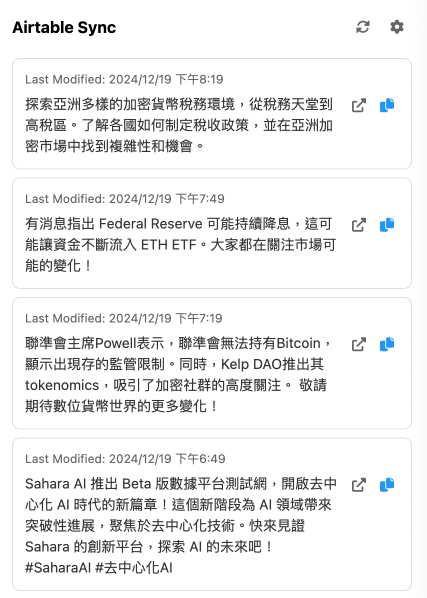 Airtable Sync
Last Modified: 2024/12/19 下午8:19
探索亞洲多樣的加密貨幣稅務環境，從稅務天堂到
高稅區。了解各國如何制定稅收政策，並在亞洲加
密市場中找到複雜性和機會。
Last Modified: 2024/12/19 下午7:49
有消息指出 Federal Reserve 可能持續降息，這可
能讓資金不斷流入 ETH ETF。大家都在關注市場可
能的變化！
Last Modified: 2024/12/19 下午7:19
聯準會主席Powell表示，聯準會無法持有Bitcoin，
顯示出現存的監管限制。同時，Kelp DAO推出其
tokenomics，吸引了加密社群的高度關注。 敬請
期待數位貨幣世界的更多變化！
Last Modified: 2024/12/19 下午6:49
Sahara AI 推出 Beta 版數據平台測試網，開啟去中
心化 AI 時代的新篇章！這個新階段為 AI 領域帶來
突破性進展，聚焦於去中心化技術。快來見證
Sahara 的創新平台，探索 AI 的未來吧！
#SaharaAI #去中心化AI